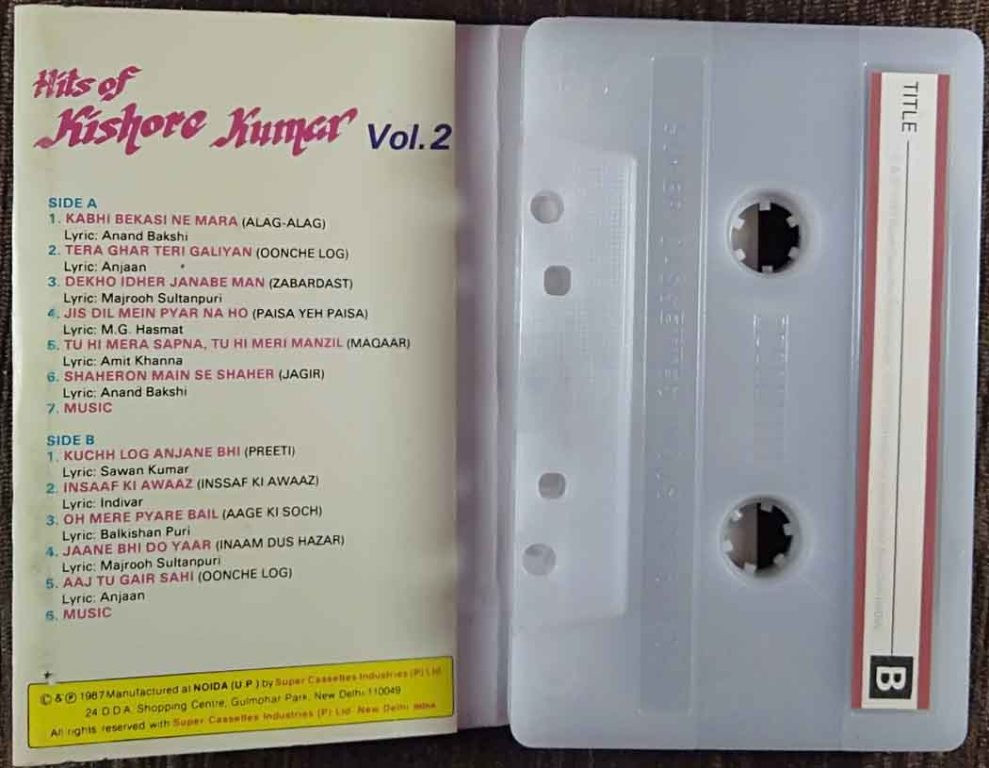 Hits of
Kishore Kumar Vol.2
SIDE A
1. KABHI BEKASI NE MARA (ALAG-ALAG)
Lyric: Anand Bakshi
2. TERA GHAR TERI GALIYAN (OONCHE LOG)
Lyric: Anjaan
3. DEKHO IDHER JANABE MAN (ZABARDAST)
Lyric: Majrooh Sultanpuri
4. JIS DIL MEIN PYAR NA HO (PAISA YEH PAISA)
Lyric: M.G. Hasmat
5. TU HI MERA SAPNA, TU HI MERI MANZIL (MAQAAR)
Lyric: Amit Khanna
6. SHAHERON MAIN SE SHAHER (JAGIR)
Lyric: Anand Bakshi
7. MUSIC
SIDE B
1. KUCHH LOG ANJANE BHI (PREETI)
Lyric: Sawan Kumar
2. INSAAF KI AWAAZ (INSSAF KI AWAAZ)
Lyric: Indivar
3. OH MERE PYARE BAIL (AAGE KI SOCH)
Lyric: Balkishan Puri
4. JAANE BHI DO YAAR (INAAM DUS HAZAR)
Lyric: Majrooh Sultanpuri
5. AAJ TU GAIR SAHI (OONCHE LOG)
Lyric: Anjaan
6. MUSIC
© & ℗ 1987 Manufactured at NOIDA (U.P.) by Super Cassettes Industries (P) Ltd.
24 D.D.A. Shopping Centre, Gulmohar Park, New Delhi 110049
All rights reserved with Super Cassettes Industries (P) Ltd. New Delhi INDIA
TITLE
B